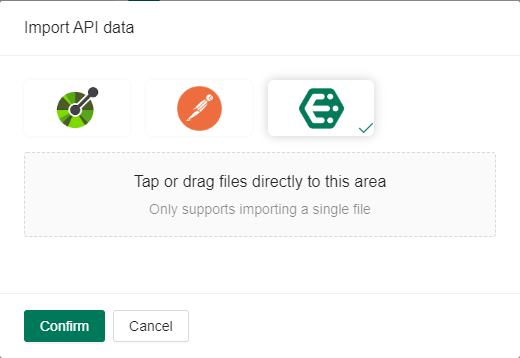 Import API data
Tap or drag files directly to this area
Only supports importing a single file
Confirm
Cancel